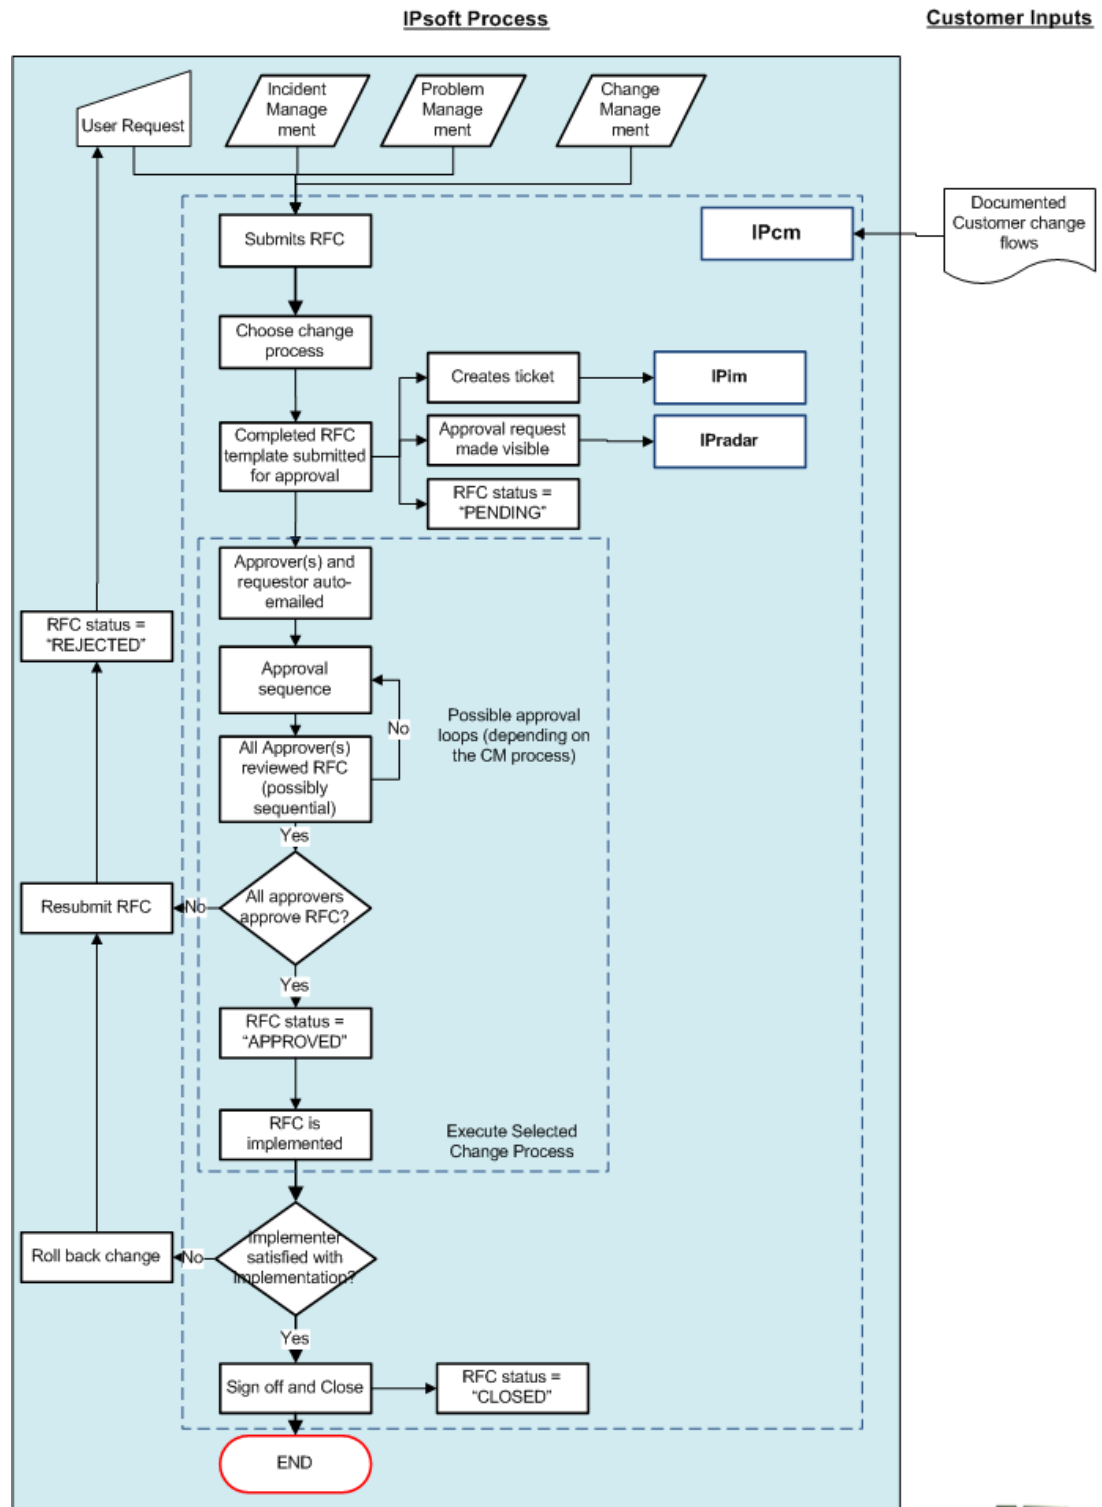 IPsoft Process
Customer Inputs
User Request
Incident
Manage
ment
Problem
Manage
ment
Change
Manage
ment
Submits RFC
IPcm
Documented
Customer change
flows
Choose change
process
Creates ticket
IPim
Completed RFC
template submitted
for approval
Approval request
made visible
IPradar
RFC status =
“PENDING”
Approver(s) and
requestor auto-
emailed
RFC status =
“REJECTED”
Approval
sequence
No
Possible approval
loops (depending on
the CM process)
All Approver(s)
reviewed RFC
(possibly
sequential)
Yes
All approvers
approve RFC?
No
Resubmit RFC
Yes
RFC status =
“APPROVED”
RFC is
implemented
Execute Selected
Change Process
Implementer
satisfied with
implementation?
No
Roll back change
Yes
Sign off and Close
RFC status =
“CLOSED”
END